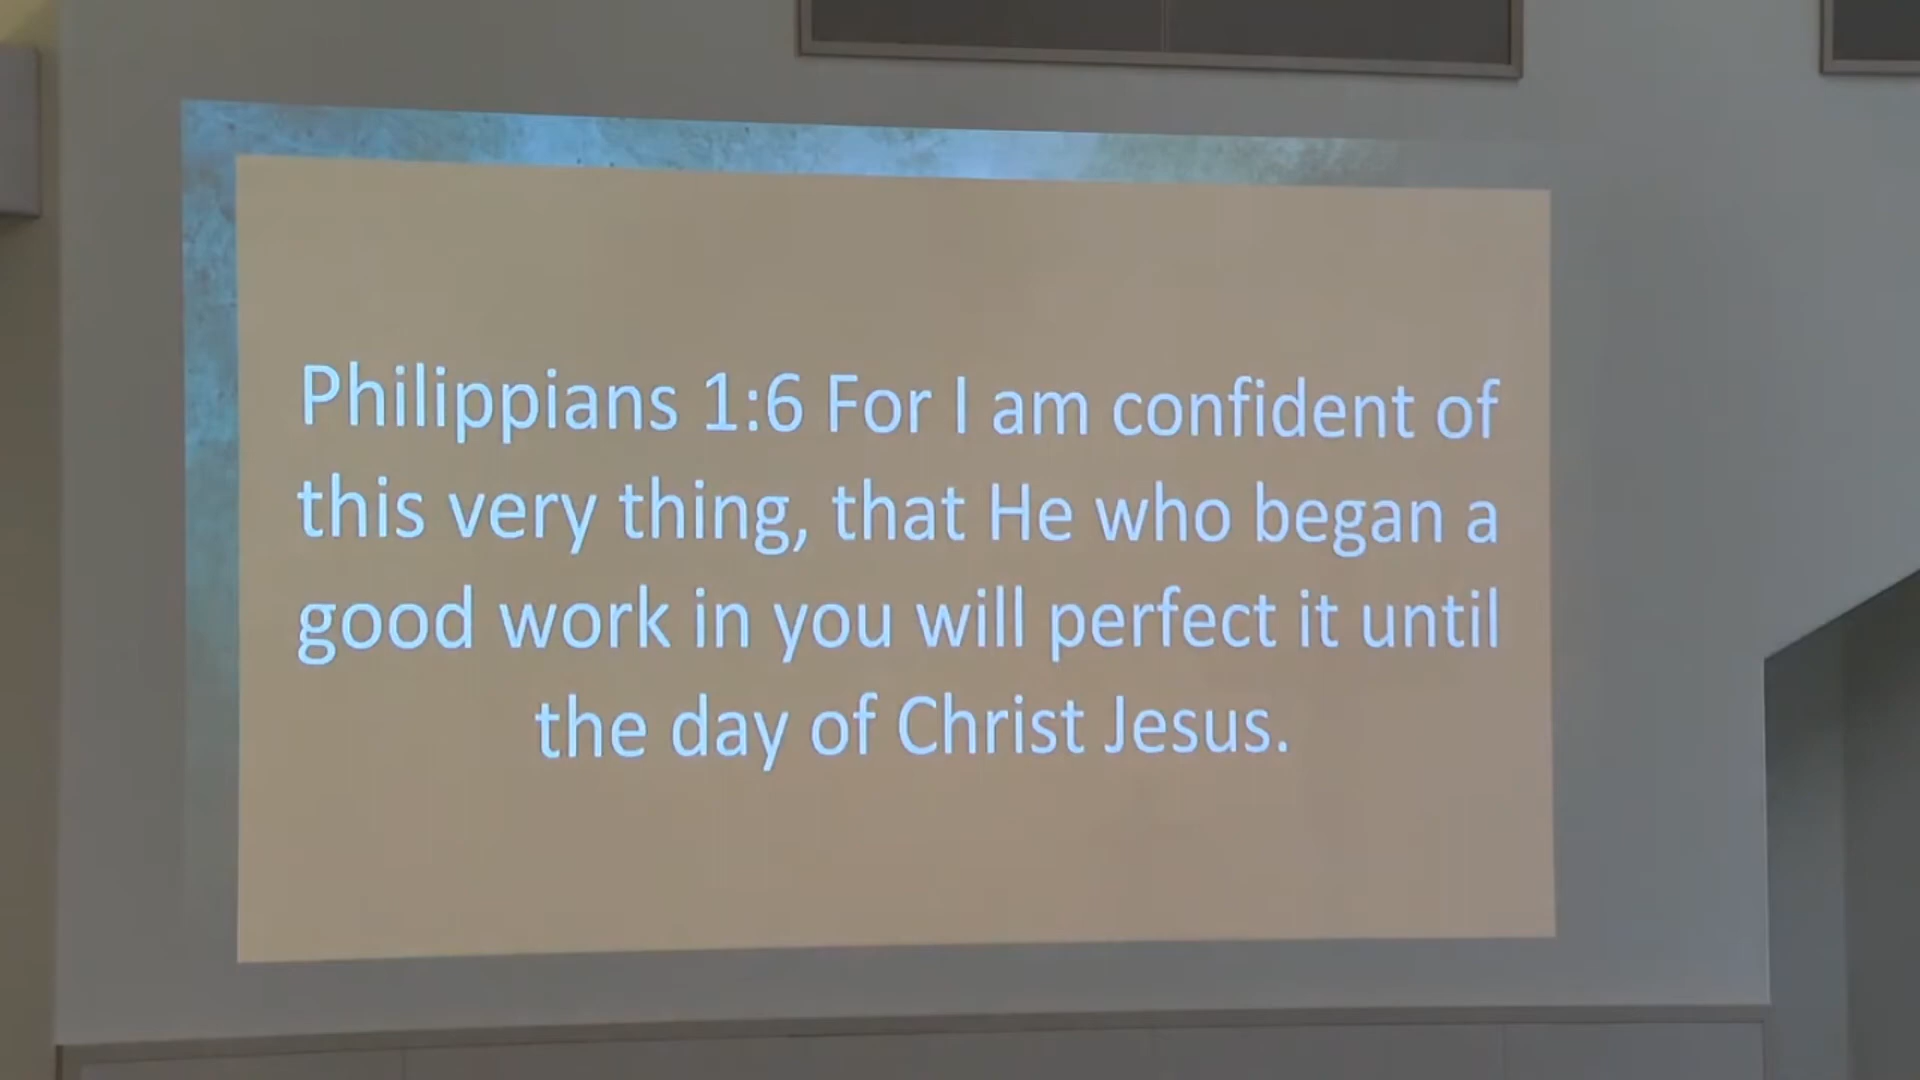 Philippians 1:6 For I am confident of
this very thing, that He who began a
good work in you will perfect it until
the day of Christ Jesus.